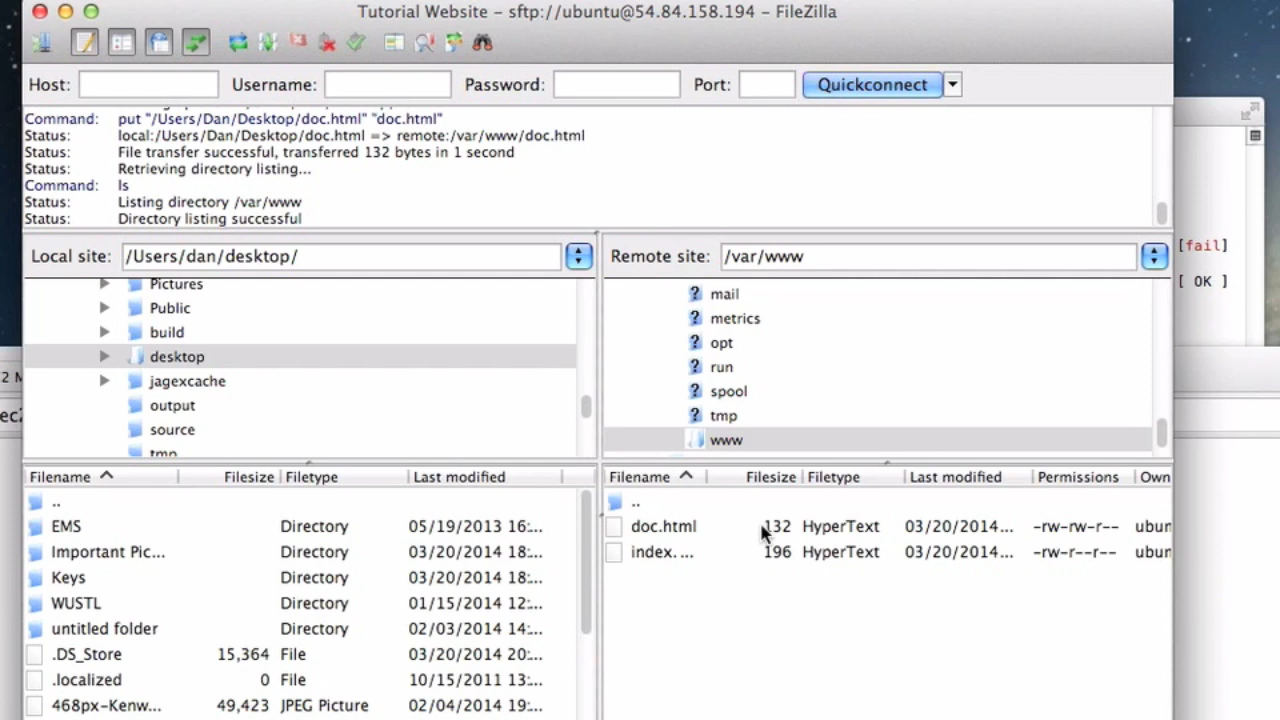 Tutorial Website – sftp://ubuntu@54.84.158.194 – FileZilla
Host: Username: Password: Port: Quickconnect
Command: put "/Users/Dan/Desktop/doc.html" "doc.html"
Status: local:/Users/Dan/Desktop/doc.html => remote:/var/www/doc.html
Status: File transfer successful, transferred 132 bytes in 1 second
Status: Retrieving directory listing...
Command: ls
Status: Listing directory /var/www
Status: Directory listing successful
[fail]
[ OK ]
Local site: /Users/dan/desktop/
Pictures
Public
build
desktop
jagexcache
output
source
tmp
Remote site: /var/www
? mail
? metrics
? opt
? run
? spool
? tmp
www
2 M
ec2
Filename Filesize Filetype Last modified
..
EMS Directory 05/19/2013 16:...
Important Pic... Directory 03/20/2014 18:...
Keys Directory 03/20/2014 18:...
WUSTL Directory 01/15/2014 12:...
untitled folder Directory 02/03/2014 14:...
.DS_Store 15,364 File 03/20/2014 20:...
.localized 0 File 10/15/2011 13:...
468px-Kenw... 49,423 JPEG Picture 02/04/2014 19:...
Filename Filesize Filetype Last modified Permissions Own
..
doc.html 132 HyperText 03/20/2014... -rw-rw-r-- ubun
index. ... 196 HyperText 03/20/2014... -rw-r--r-- ubun